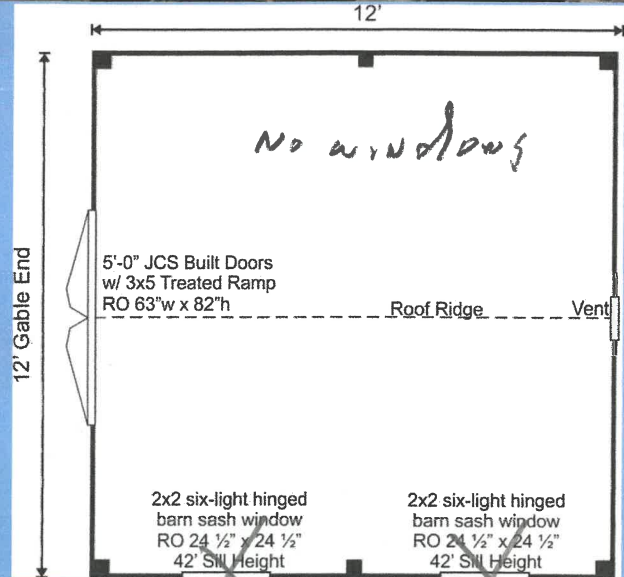 12'
No windows
12' Gable End
5'-0" JCS Built Doors
w/ 3x5 Treated Ramp
RO 63"w x 82"h
Roof Ridge
Vent
2x2 six-light hinged
barn sash window
RO 24 ½" x 24 ½"
42' Sill Height
2x2 six-light hinged
barn sash window
RO 24 ½" x 24 ½"
42' Sill Height